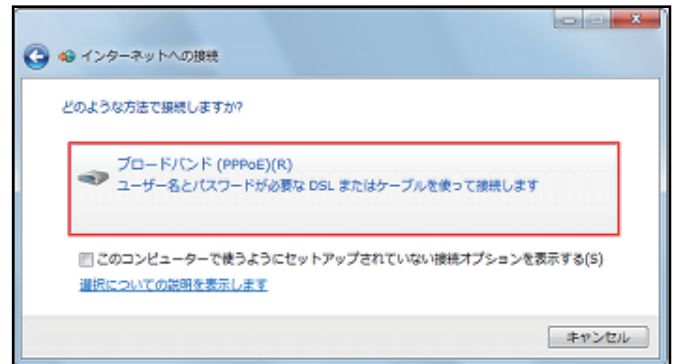 インターネットへの接続
どのような方法で接続しますか?
ブロードバンド (PPPoE)(R)
ユーザー名とパスワードが必要な DSL またはケーブルを使って接続します
このコンピューターで使うようにセットアップされていない接続オプションを表示する(S)
選択についての説明を表示します
キャンセル